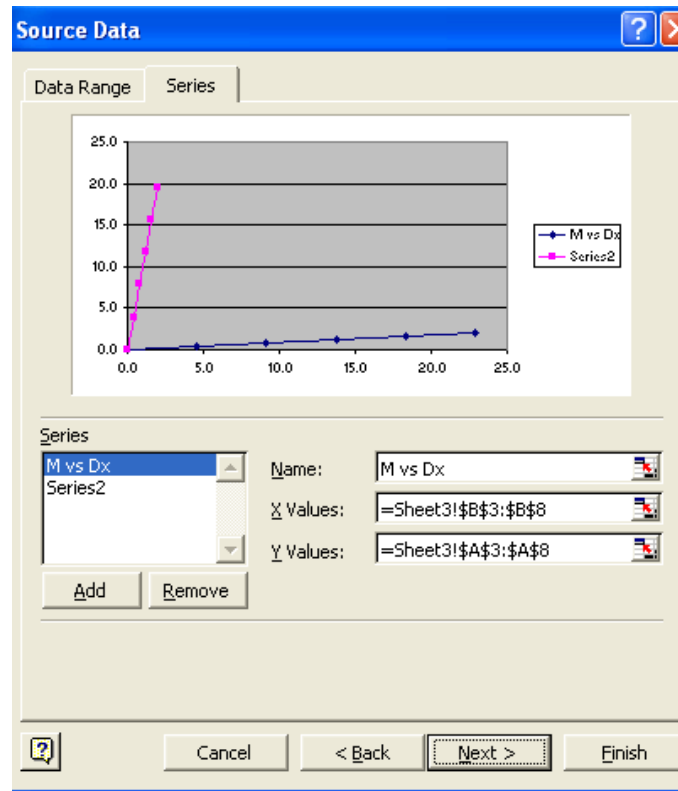 Source Data
Data Range Series
25.0
20.0
15.0
10.0
5.0
0.0
0.0 5.0 10.0 15.0 20.0 25.0
M vs Dx
Series2
Series
M vs Dx
Series2
Name: M vs Dx
X Values: =Sheet3!$B$3:$B$8
Y Values: =Sheet3!$A$3:$A$8
Add Remove
Cancel < Back Next > Finish